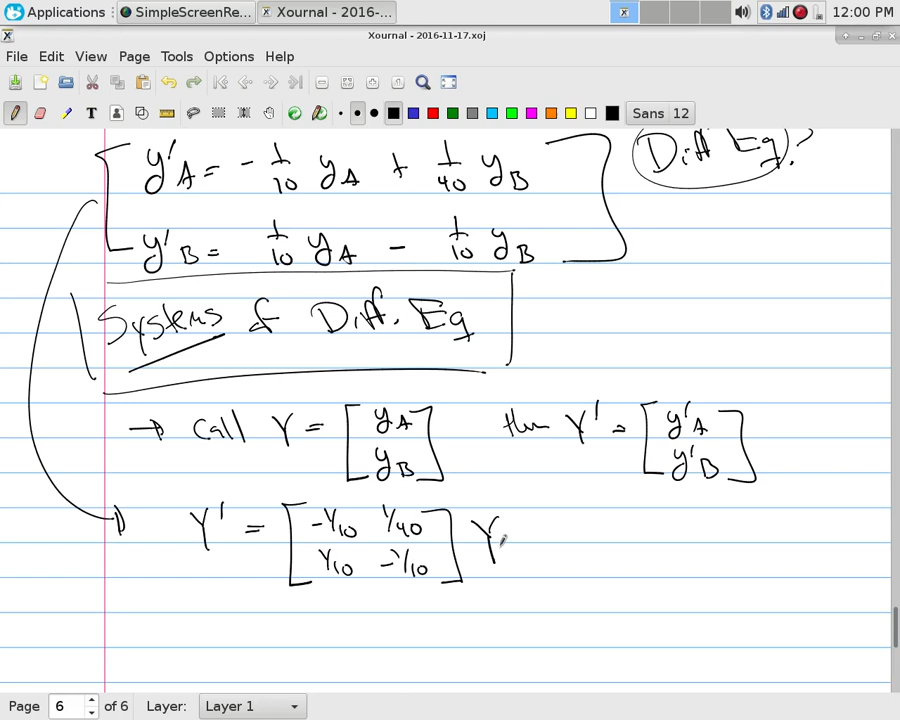 Applications SimpleScreenRe... Xournal - 2016-... 12:00 PM
Xournal - 2016-11-17.xoj
File Edit View Page Tools Options Help
T Sans 12
y'A = - 1/10 yA + 1/40 yB
Diff Eq?
y'B = 1/10 yA - 1/10 yB
Systems of Diff. Eq
→ Call Y = [yA yB] then Y' = [y'A y'B]
Y' = [-1/10 1/40
1/10 -1/10] Y
Page 6 of 6 Layer: Layer 1